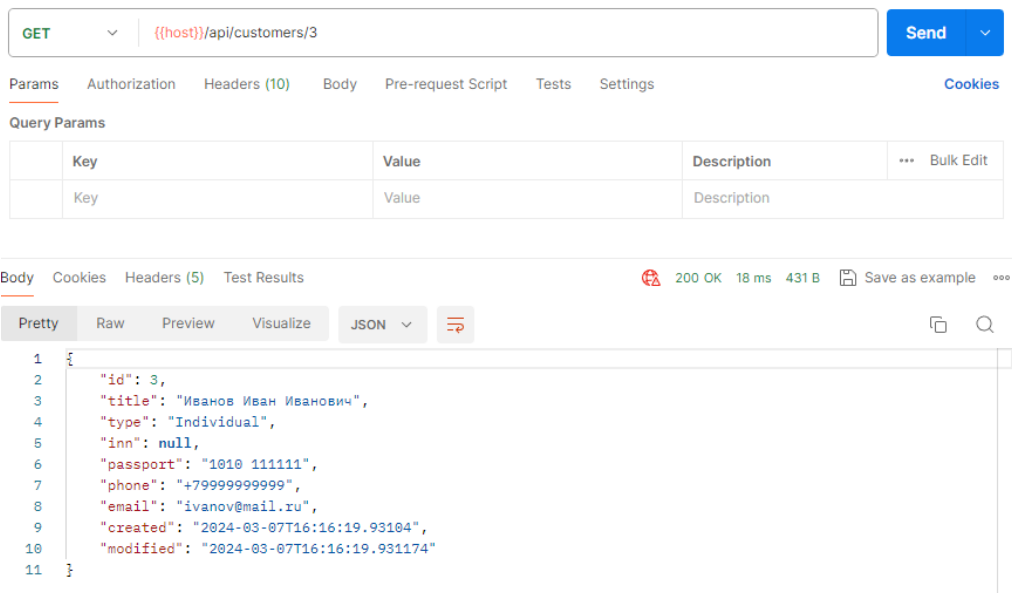 GET {{host}}/api/customers/3 Send
Params Authorization Headers (10) Body Pre-request Script Tests Settings Cookies
Query Params
Key Value Description ••• Bulk Edit
Key Value Description
Body Cookies Headers (5) Test Results 200 OK 18 ms 431 B Save as example
Pretty Raw Preview Visualize JSON
1 {
2 "id": 3,
3 "title": "Иванов Иван Иванович",
4 "type": "Individual",
5 "inn": null,
6 "passport": "1010 111111",
7 "phone": "+79999999999",
8 "email": "ivanov@mail.ru",
9 "created": "2024-03-07T16:16:19.93104",
10 "modified": "2024-03-07T16:16:19.931174"
11 }